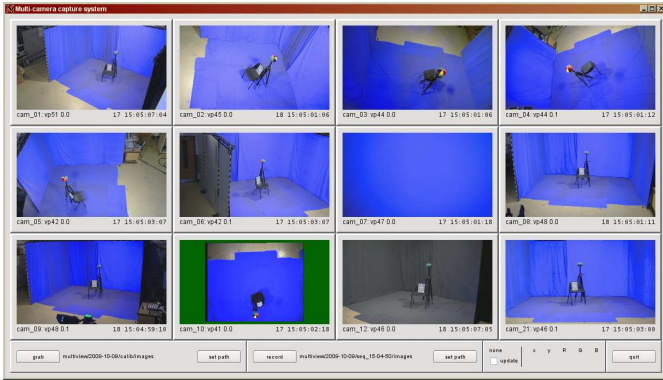 Multi-camera capture system
cam_01: vp51 0.0 17 15:05:07:04
cam_02: vp45 0.0 18 15:05:01:06
cam_03: vp44 0.0 17 15:05:01:06
cam_04: vp44 0.1 17 15:05:01:12
cam_05: vp42 0.0 17 15:05:03:07
cam_06: vp42 0.1 17 15:05:03:07
cam_07: vp47 0.0 17 15:05:01:18
cam_08: vp48 0.0 18 15:05:01:11
cam_09: vp48 0.1 18 15:04:59:10
cam_10: vp41 0.0 17 15:05:02:18
cam_12: vp46 0.0 17 15:05:07:05
cam_21: vp46 0.1 17 15:05:03:00
grab multiview/2009-10-09/calib/images set path record multiview/2009-10-09/seq_15-04-50/images set path none x y R G B quit
update